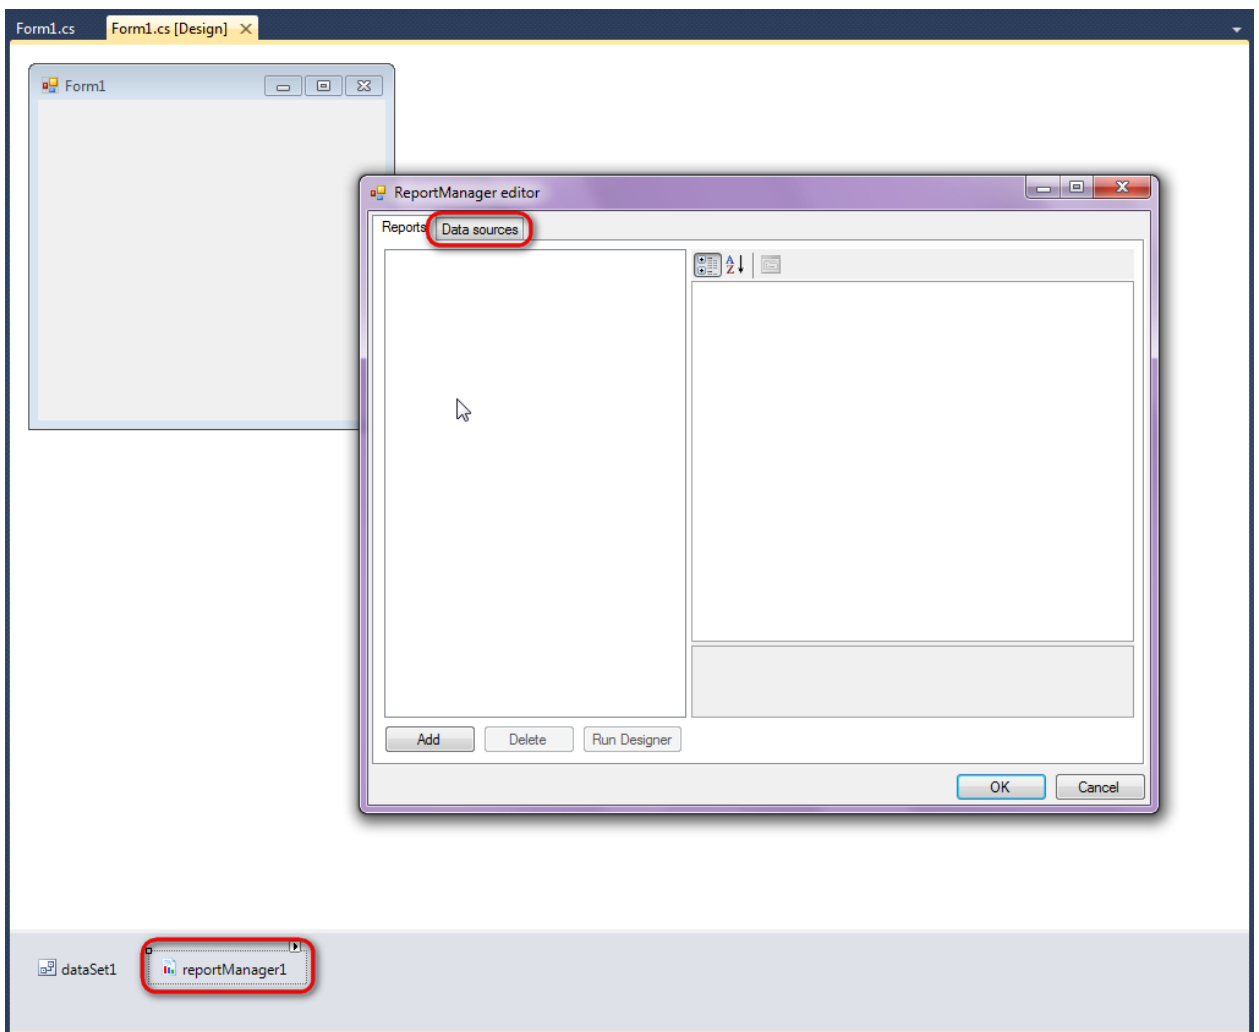 Form1.cs
Form1.cs [Design]
Form1
ReportManager editor
Reports
Data sources
A
Z
Add
Delete
Run Designer
OK
Cancel
dataSet1
reportManager1